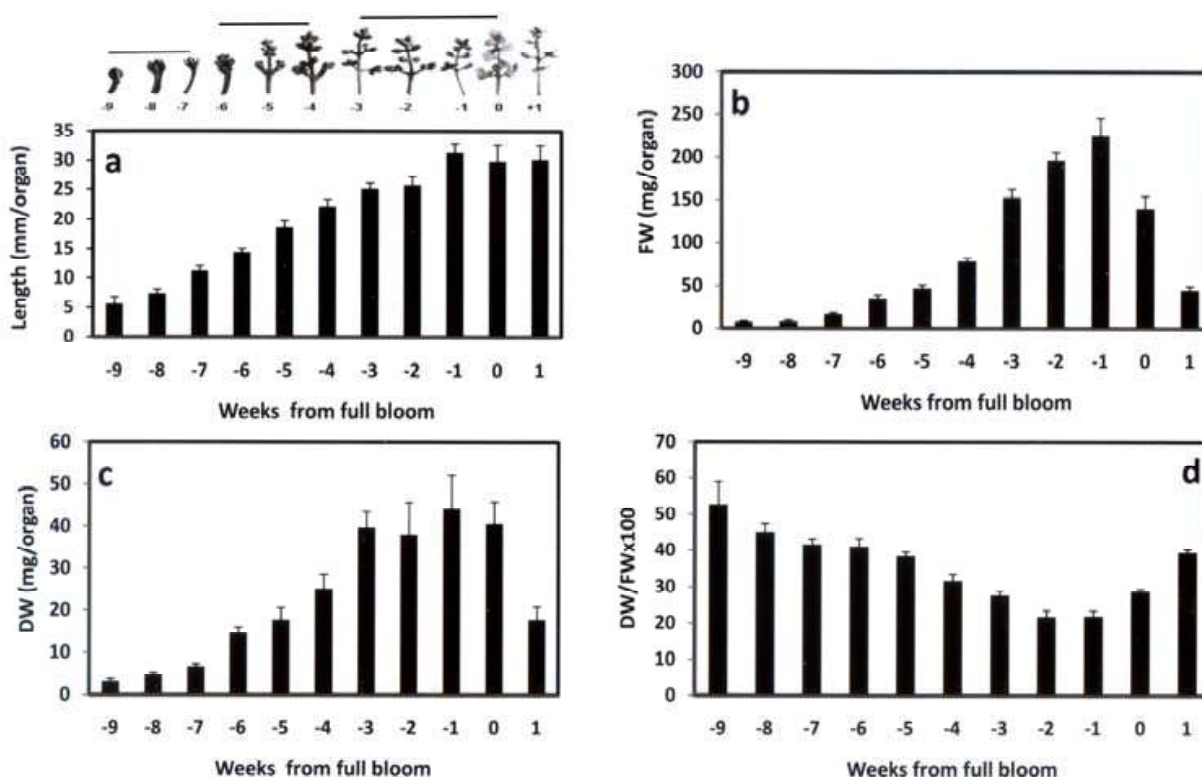 -9 -8 -7 -6 -5 -4 -3 -2 -1 0 +1
a
Length (mm/organ)
35
30
25
20
15
10
5
0
-9 -8 -7 -6 -5 -4 -3 -2 -1 0 1
Weeks from full bloom
b
FW (mg/organ)
300
250
200
150
100
50
0
-9 -8 -7 -6 -5 -4 -3 -2 -1 0 1
Weeks from full bloom
c
DW (mg/organ)
60
50
40
30
20
10
0
-9 -8 -7 -6 -5 -4 -3 -2 -1 0 1
Weeks from full bloom
d
DW/FWx100
70
60
50
40
30
20
10
0
-9 -8 -7 -6 -5 -4 -3 -2 -1 0 1
Weeks from full bloom